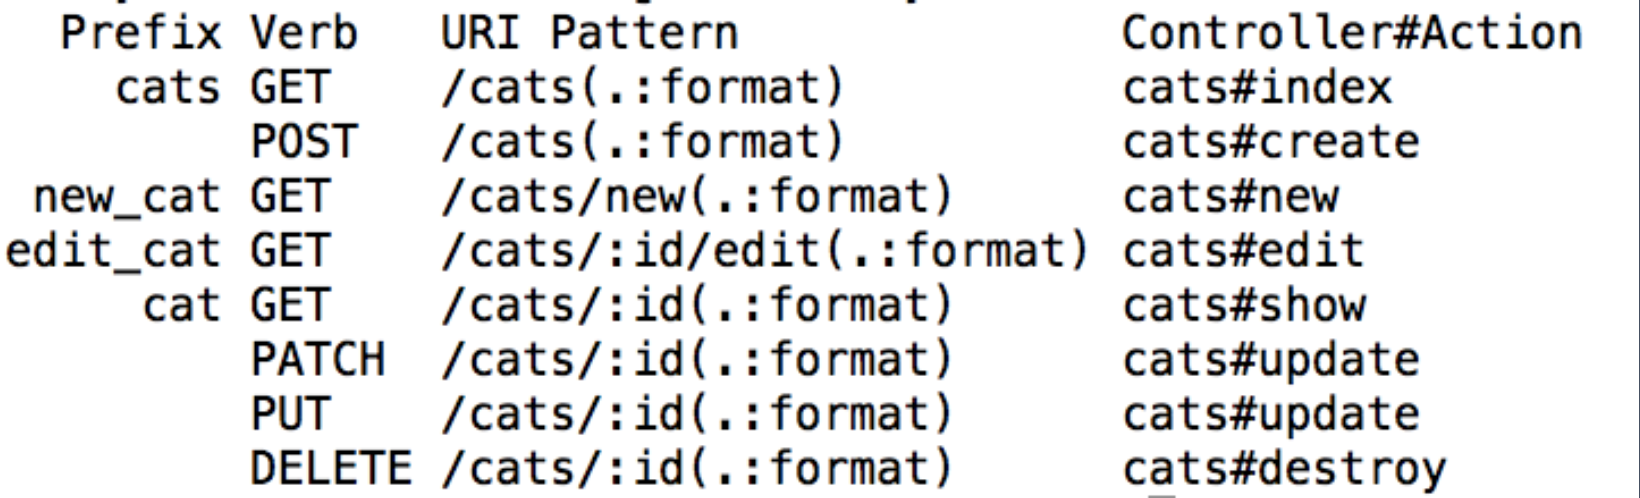 Prefix Verb   URI Pattern              Controller#Action
cats GET    /cats(.:format)          cats#index
POST   /cats(.:format)          cats#create
new_cat GET    /cats/new(.:format)      cats#new
edit_cat GET    /cats/:id/edit(.:format) cats#edit
cat GET    /cats/:id(.:format)      cats#show
PATCH  /cats/:id(.:format)      cats#update
PUT    /cats/:id(.:format)      cats#update
DELETE /cats/:id(.:format)      cats#destroy